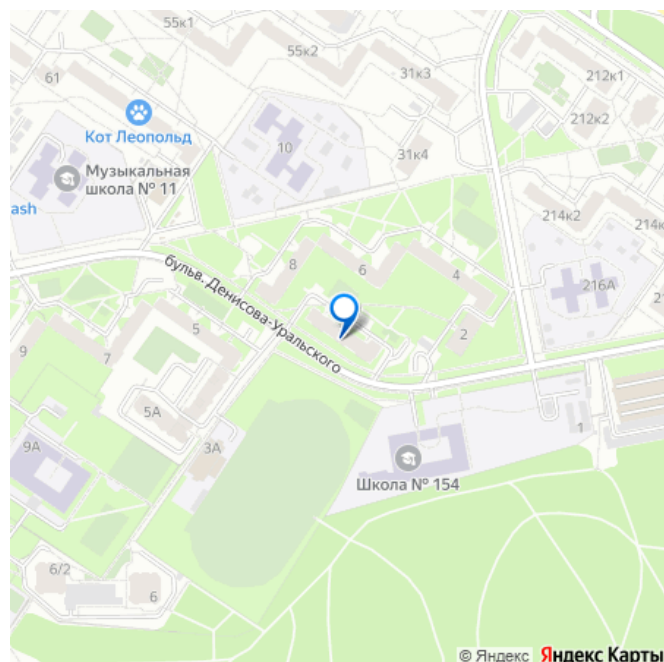 55к1
55к2
31к3
212к1
61
212к2
Кот Леопольд
10
31к4
Музыкальная
школа № 11
ash
214к2
214к
бульв. Денисова-Уральского
8
6
4
216А
5
2
9
7
5А
1
9А
3А
Школа № 154
6/2
6
© Яндекс Яндекс Карты